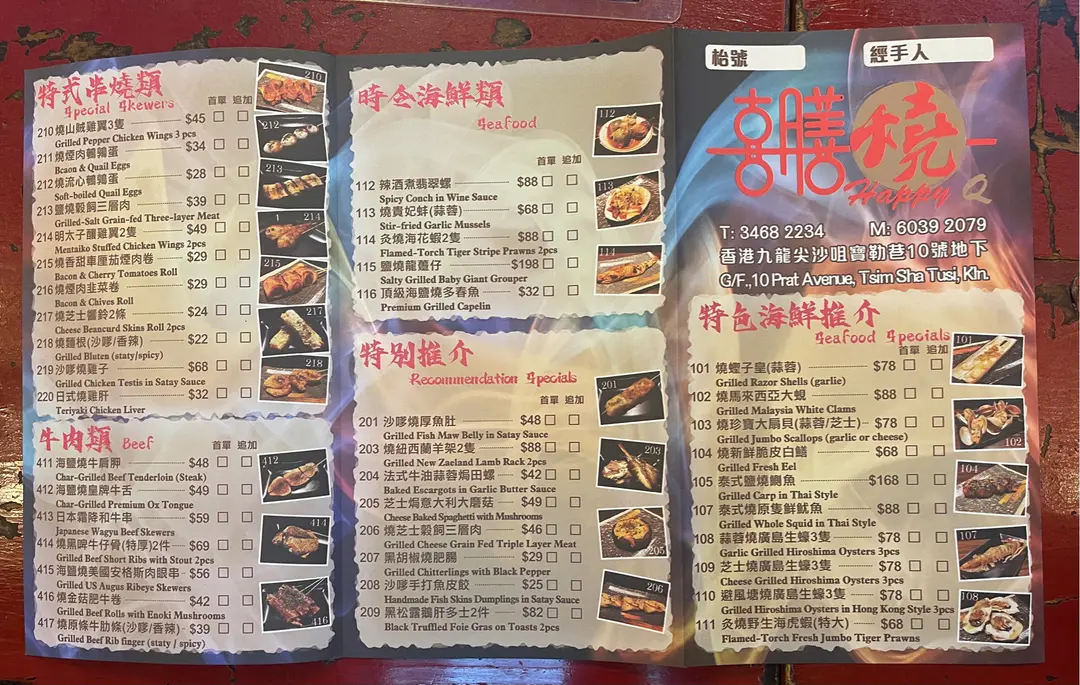 特式串燒類
Special Skewers
首單 追加
210 燒山賊雞翼3隻 $45
Grilled Pepper Chicken Wings 3 pcs
211 燒煙肉鵪鶉蛋 $34
Bcaon & Quail Eggs
212 燒流心鵪鶉蛋 $28
Soft-boiled Quail Eggs
213 鹽燒穀飼三層肉 $39
Grilled-Salt Grain-fed Three-layer Meat
214 明太子釀雞翼2隻 $49
Mentaiko Stuffed Chicken Wings 2pcs
215 燒香甜車厘茄煙肉卷 $29
Bacon & Cherry Tomatoes Roll
216 燒煙肉韭菜卷 $29
Bacon & Chives Roll
217 燒芝士響鈴2條 $24
Cheese Beancurd Skins Roll 2pcs
218 燒麵根(沙嗲/香辣) $22
Grilled Bluten (staty/spicy)
219 沙嗲燒雞子 $68
Grilled Chicken Testis in Satay Sauce
220 日式燒雞肝 $32
Teriyaki Chicken Liver
210
212
213
214
215
217
218
牛肉類 Beef
首單 追加
411 海鹽燒牛肩胛 $48
Char-Grilled Beef Tenderloin (Steak)
412 海鹽燒皇牌牛舌 $49
Char-Grilled Premium Ox Tongue
413 日本霜降和牛串 $59
Japanese Wagyu Beef Skewers
414 燒黑啤牛仔骨(特厚)2件 $69
Grilled Beef Short Ribs with Stout 2pcs
415 海鹽燒美國安格斯肉眼串 $56
Grilled US Augus Ribeye Skewers
416 燒金菇肥牛卷 $42
Grilled Beef Rolls with Enoki Mushrooms
417 燒原條牛肋條(沙嗲/香辣) $39
Grilled Beef Rib finger (staty / spicy)
412
414
416
時令海鮮類
Seafood
首單 追加
112 辣酒煮翡翠螺 $88
Spicy Conch in Wine Sauce
113 燒貴妃蚌(蒜蓉) $68
Stir-fried Garlic Mussels
114 炙燒海花蝦2隻 $88
Flamed-Torch Tiger Stripe Prawns 2pcs
115 鹽燒龍躉仔 $198
Salty Grilled Baby Giant Grouper
116 頂級海鹽燒多春魚 $32
Premium Grilled Capelin
112
113
114
特別推介
Recommendation Specials
首單 追加
201 沙嗲燒厚魚肚 $48
Grilled Fish Maw Belly in Satay Sauce
203 燒紐西蘭羊架2隻 $88
Grilled New Zaeland Lamb Rack 2pcs
204 法式牛油蒜蓉焗田螺 $42
Baked Escargots in Garlic Butter Sauce
205 芝士焗意大利大蘑菇 $49
Cheese Baked Spaghetti with Mushrooms
206 燒芝士穀飼三層肉 $46
Grilled Cheese Grain Fed Triple Layer Meat
207 黑胡椒燒肥腸 $29
Grilled Chitterlings with Black Pepper
208 沙嗲手打魚皮餃 $25
Handmade Fish Skins Dumplings in Satay Sauce
209 黑松露鵝肝多士2件 $82
Black Truffled Foie Gras on Toasts 2pcs
201
203
205
206
枱號
經手人
囍膳燒
Happy Q
T: 3468 2234 M: 6039 2079
香港九龍尖沙咀寶勒巷10號地下
G/F.,10 Prat Avenue, Tsim Sha Tusi, Kln.
特色海鮮推介
Seafood Specials
首單 追加
101 燒蟶子皇(蒜蓉) $78
Grilled Razor Shells (garlic)
102 燒馬來西亞大蜆 $88
Grilled Malaysia White Clams
103 燒珍寶大扇貝(蒜蓉/芝士) $78
Grilled Jumbo Scallops (garlic or cheese)
104 燒新鮮脆皮白鱔 $68
Grilled Fresh Eel
105 泰式鹽燒鯽魚 $168
Grilled Carp in Thai Style
107 泰式燒原隻鮮魷魚 $88
Grilled Whole Squid in Thai Style
108 蒜蓉燒廣島生蠔3隻 $78
Garlic Grilled Hiroshima Oysters 3pcs
109 芝士燒廣島生蠔3隻 $78
Cheese Grilled Hiroshima Oysters 3pcs
110 避風塘燒廣島生蠔3隻 $78
Grilled Hiroshima Oysters in Hong Kong Style 3pcs
111 炙燒野生海虎蝦(特大) $68
Flamed-Torch Fresh Jumbo Tiger Prawns
101
102
104
107
108